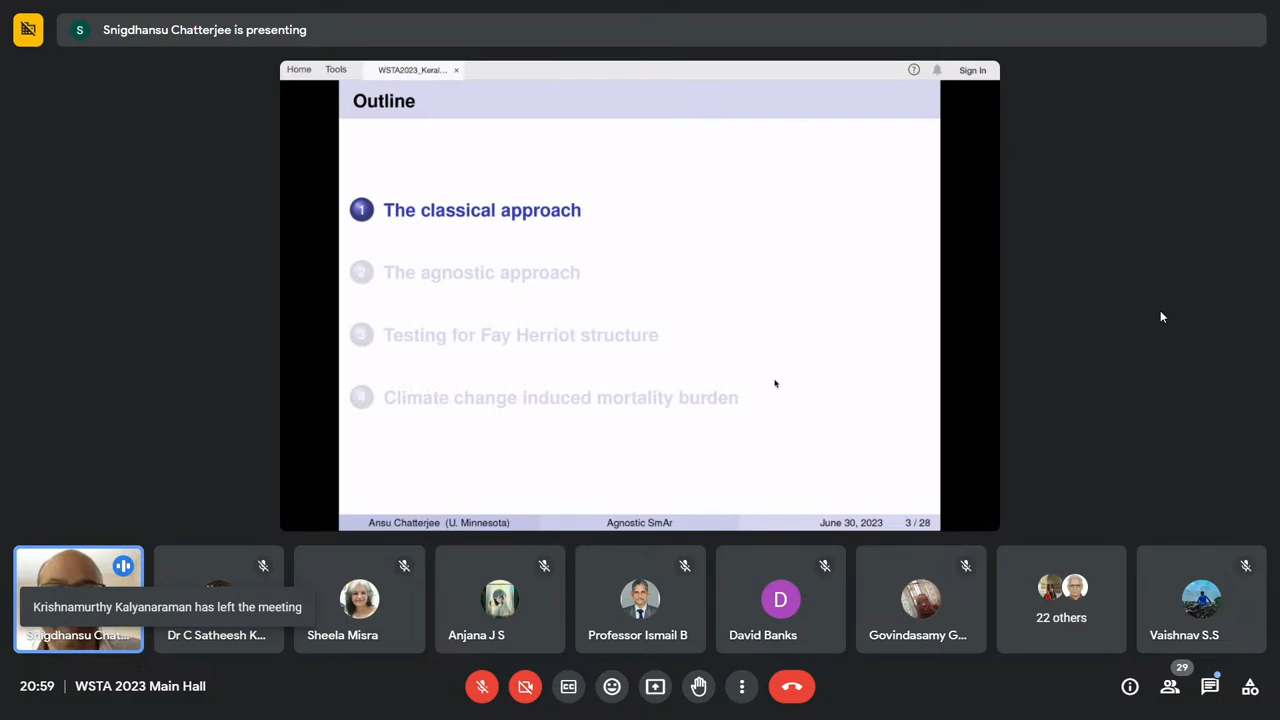 S Snigdhansu Chatterjee is presenting
Home Tools WSTA2023_Keral... × ? Sign In
Outline
1 The classical approach
2 The agnostic approach
3 Testing for Fay Herriot structure
4 Climate change induced mortality burden
Ansu Chatterjee (U. Minnesota) Agnostic SmAr June 30, 2023 3 / 28
Krishnamurthy Kalyanaraman has left the meeting
D
22 others
Snigdhansu Chat... Dr C Satheesh K... Sheela Misra Anjana J S Professor Ismail B David Banks Govindasamy G... Vaishnav S.S
20:59 | WSTA 2023 Main Hall
CC
29